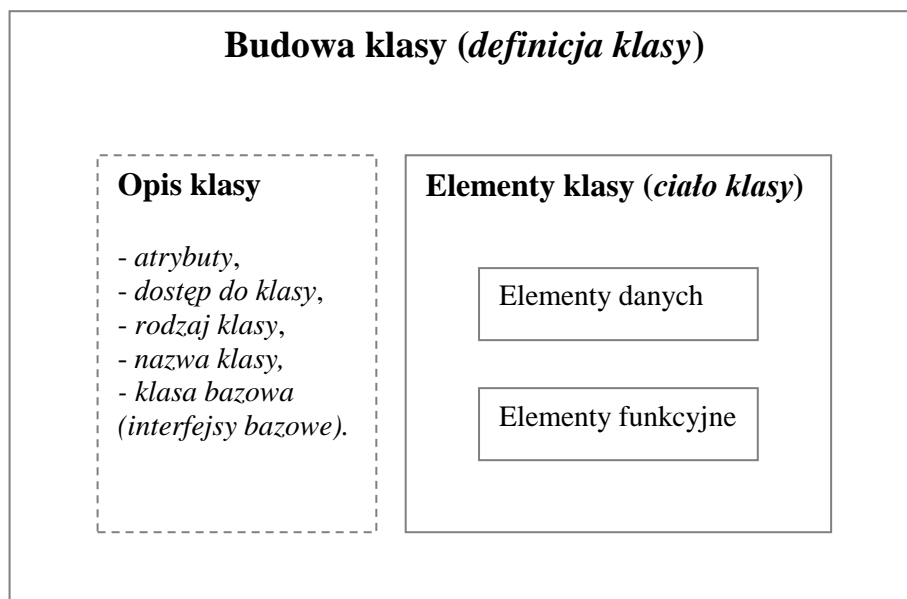 Budowa klasy (definicja klasy)
Opis klasy
- atrybuty,
- dostęp do klasy,
- rodzaj klasy,
- nazwa klasy,
- klasa bazowa
(interfejsy bazowe).
Elementy klasy (ciało klasy)
Elementy danych
Elementy funkcyjne